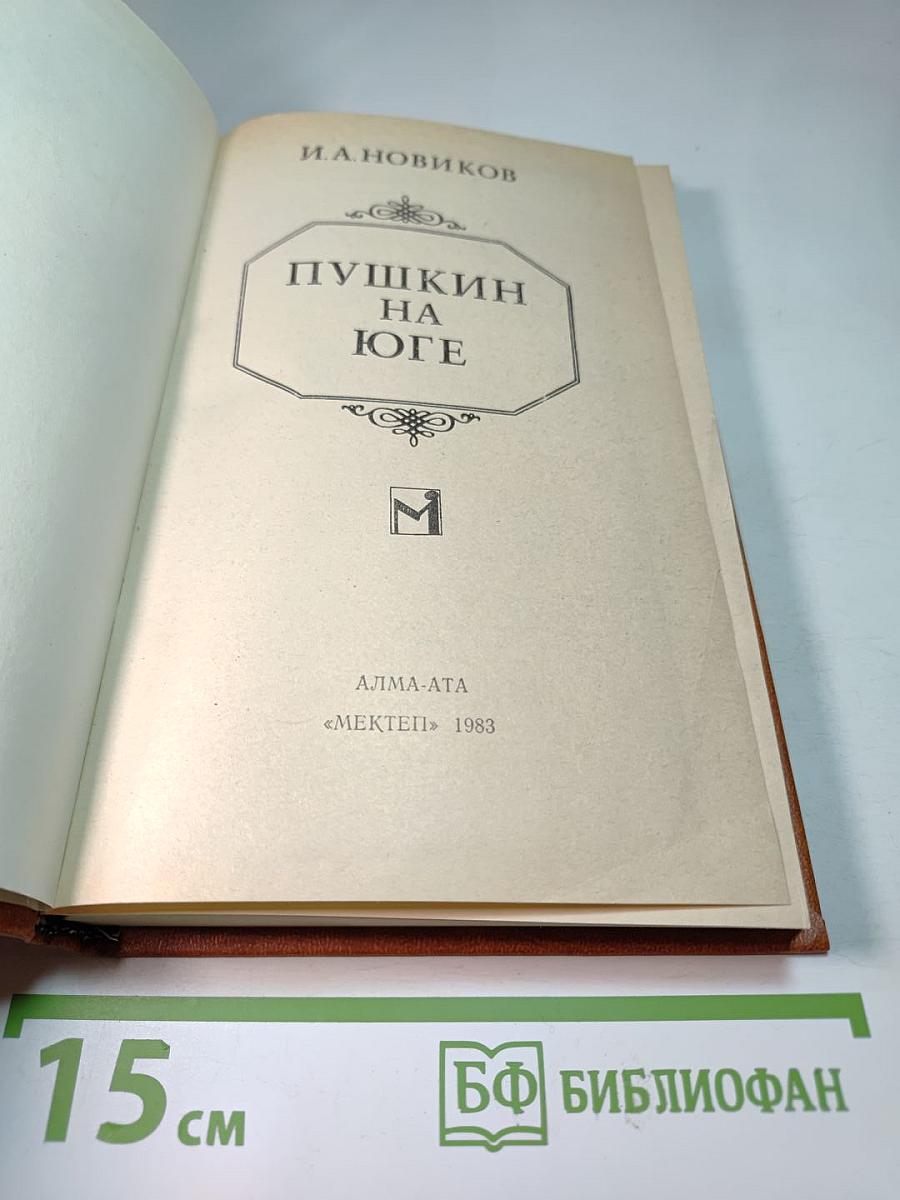 И. А. НОВИКОВ
ПУШКИН
НА
ЮГЕ
М
АЛМА-АТА
«МЕКТЕП» 1983
15 см
БФ БИБЛИОФАН